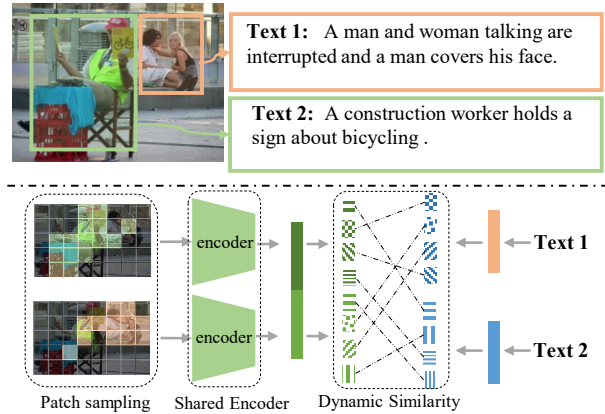 Text 1: A man and woman talking are
interrupted and a man covers his face.
Text 2: A construction worker holds a
sign about bicycling .
encoder
encoder
Text 1
Text 2
Patch sampling
Shared Encoder
Dynamic Similarity